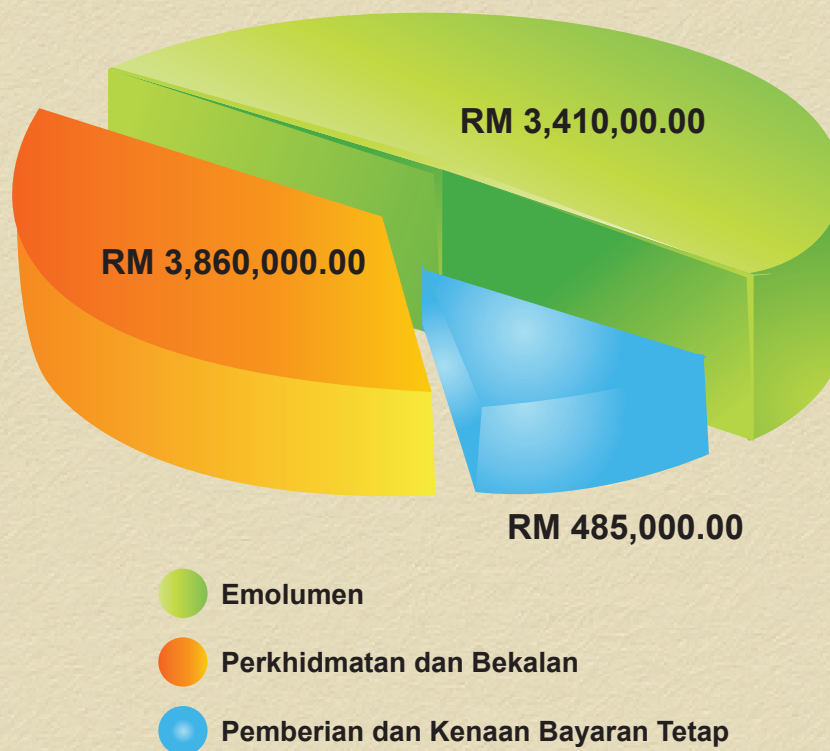 RM 3,410,00.00
RM 3,860,000.00
RM 485,000.00
Emolumen
Perkhidmatan dan Bekalan
Pemberian dan Kenaan Bayaran Tetap